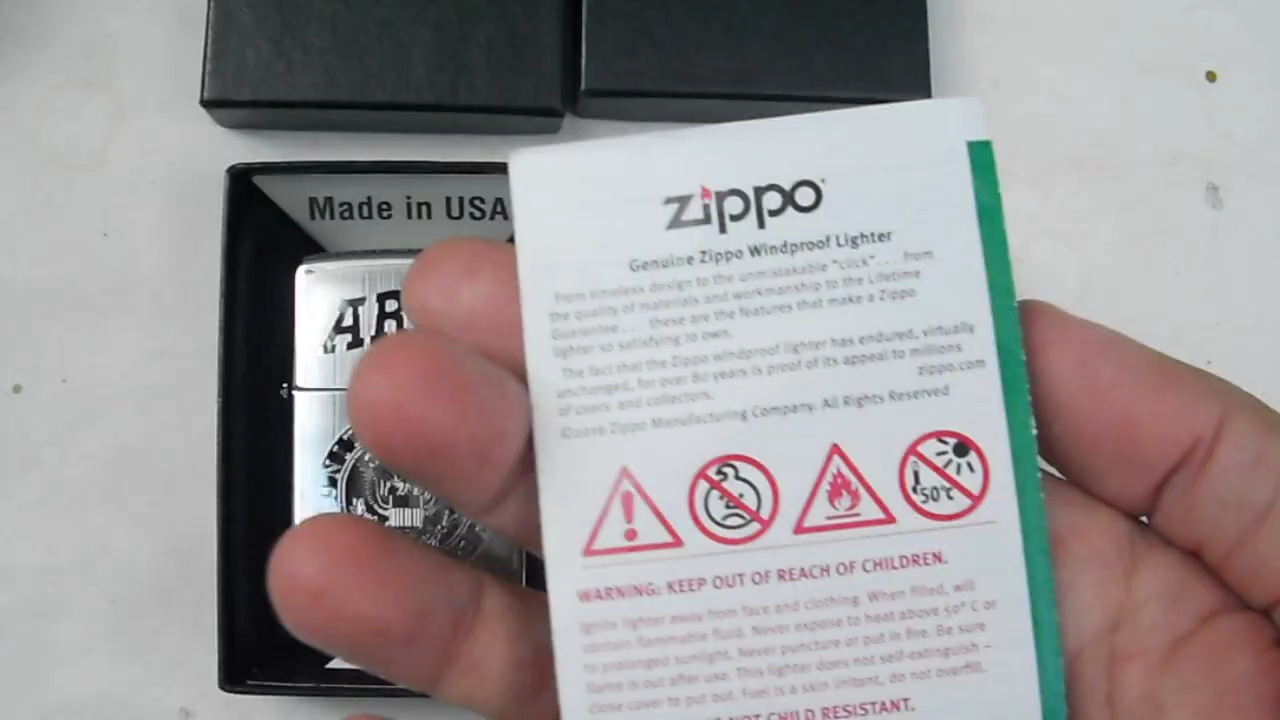 Made in USA
AR
zippo
Genuine Zippo Windproof Lighter
From timeless design to the unmistakable "click" . . . from
the quality of materials and workmanship to the Lifetime
Guarantee . . . these are the features that make a Zippo
lighter so satisfying to own.
The fact that the Zippo windproof lighter has endured, virtually
unchanged, for over 80 years is proof of its appeal to millions
of users and collectors.
zippo.com
Zippo Manufacturing Company. All Rights Reserved
50°C
WARNING: KEEP OUT OF REACH OF CHILDREN.
Ignite lighter away from face and clothing. When filled, will
contain flammable fluid. Never expose to heat above 50° C or
to prolonged sunlight. Never puncture or put in fire. Be sure
flame is out after use. This lighter does not self-extinguish –
close cover to put out. Fuel is a skin irritant, do not overfill.
NOT CHILD RESISTANT.